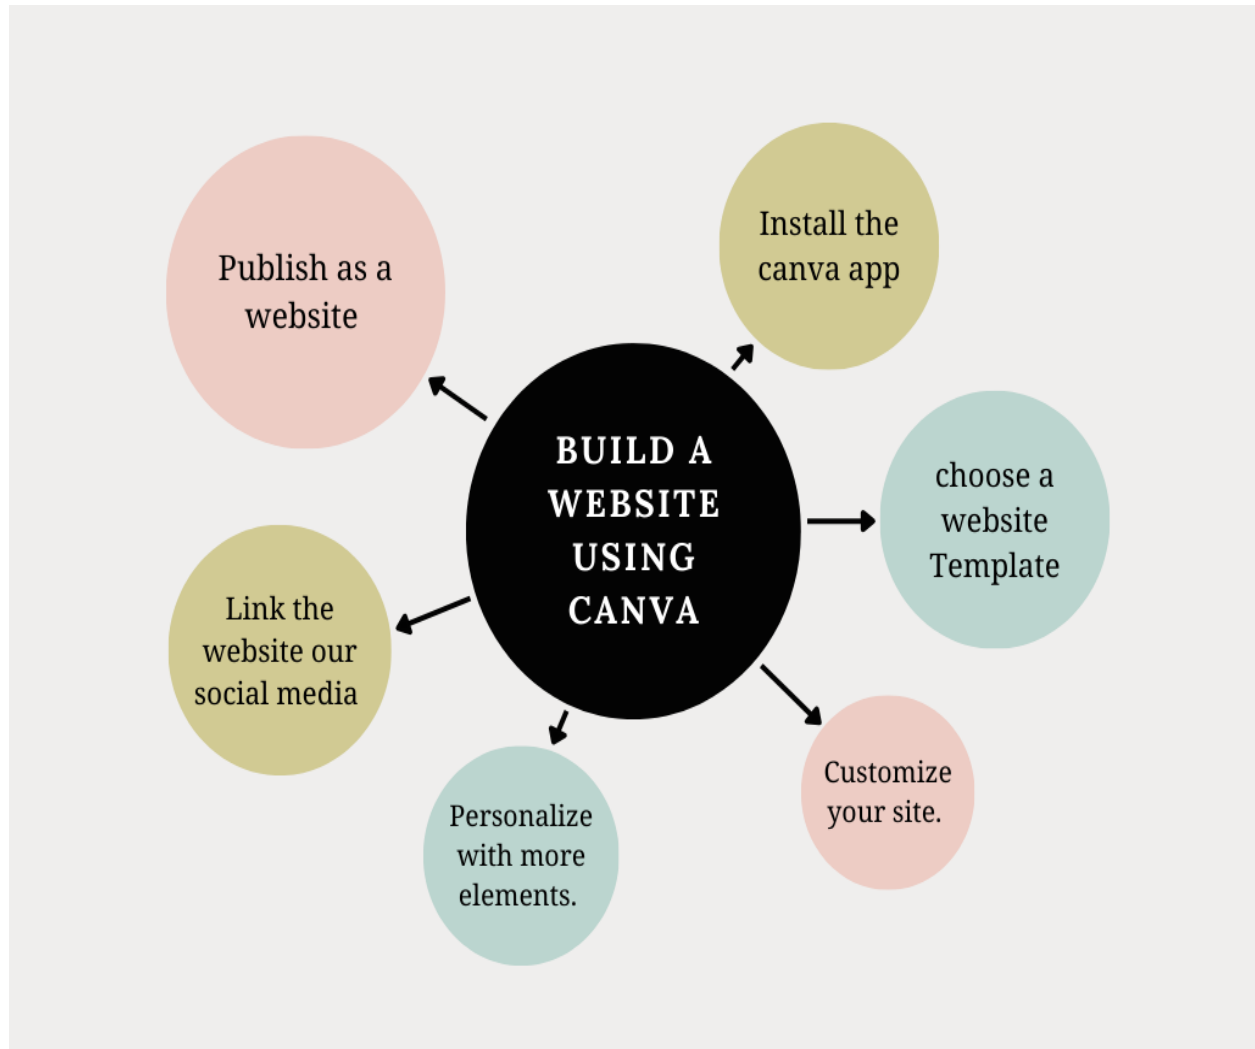 BUILD A
WEBSITE
USING
CANVA
Install the
canva app
choose a
website
Template
Customize
your site.
Personalize
with more
elements.
Link the
website our
social media
Publish as a
website